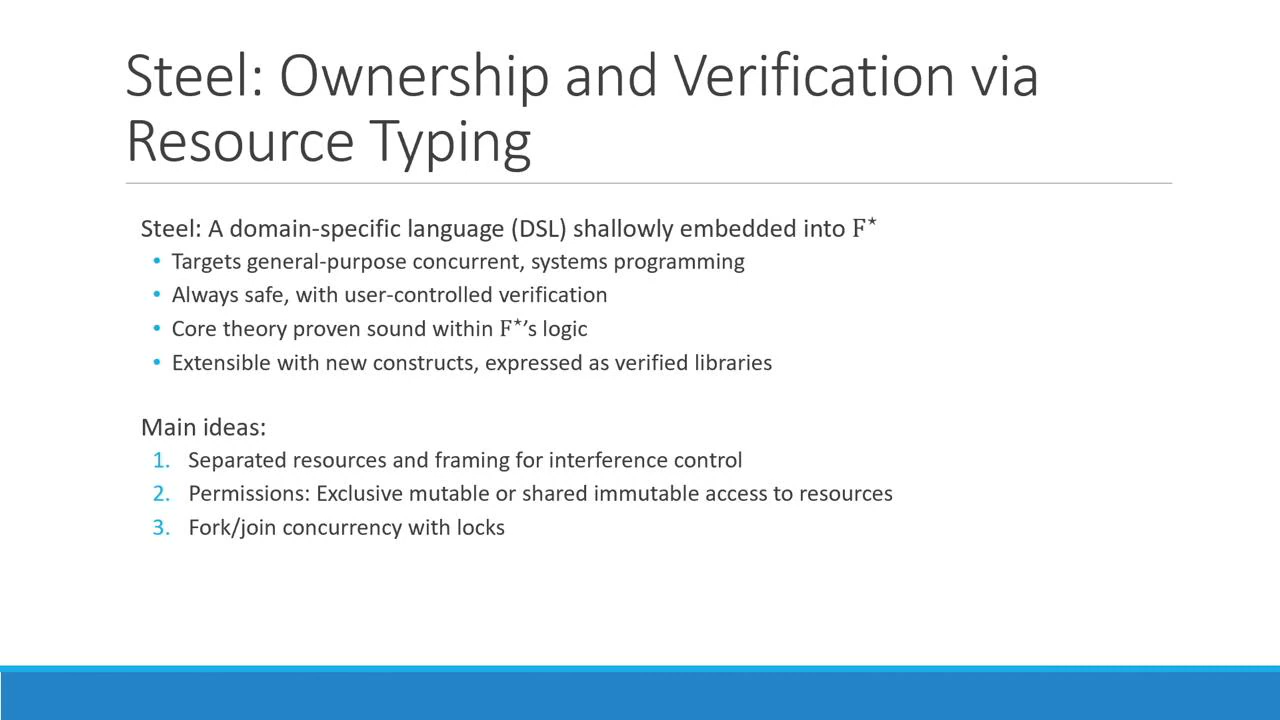 Steel: Ownership and Verification via
Resource Typing
Steel: A domain-specific language (DSL) shallowly embedded into F⋆
• Targets general-purpose concurrent, systems programming
• Always safe, with user-controlled verification
• Core theory proven sound within F⋆'s logic
• Extensible with new constructs, expressed as verified libraries
Main ideas:
1. Separated resources and framing for interference control
2. Permissions: Exclusive mutable or shared immutable access to resources
3. Fork/join concurrency with locks